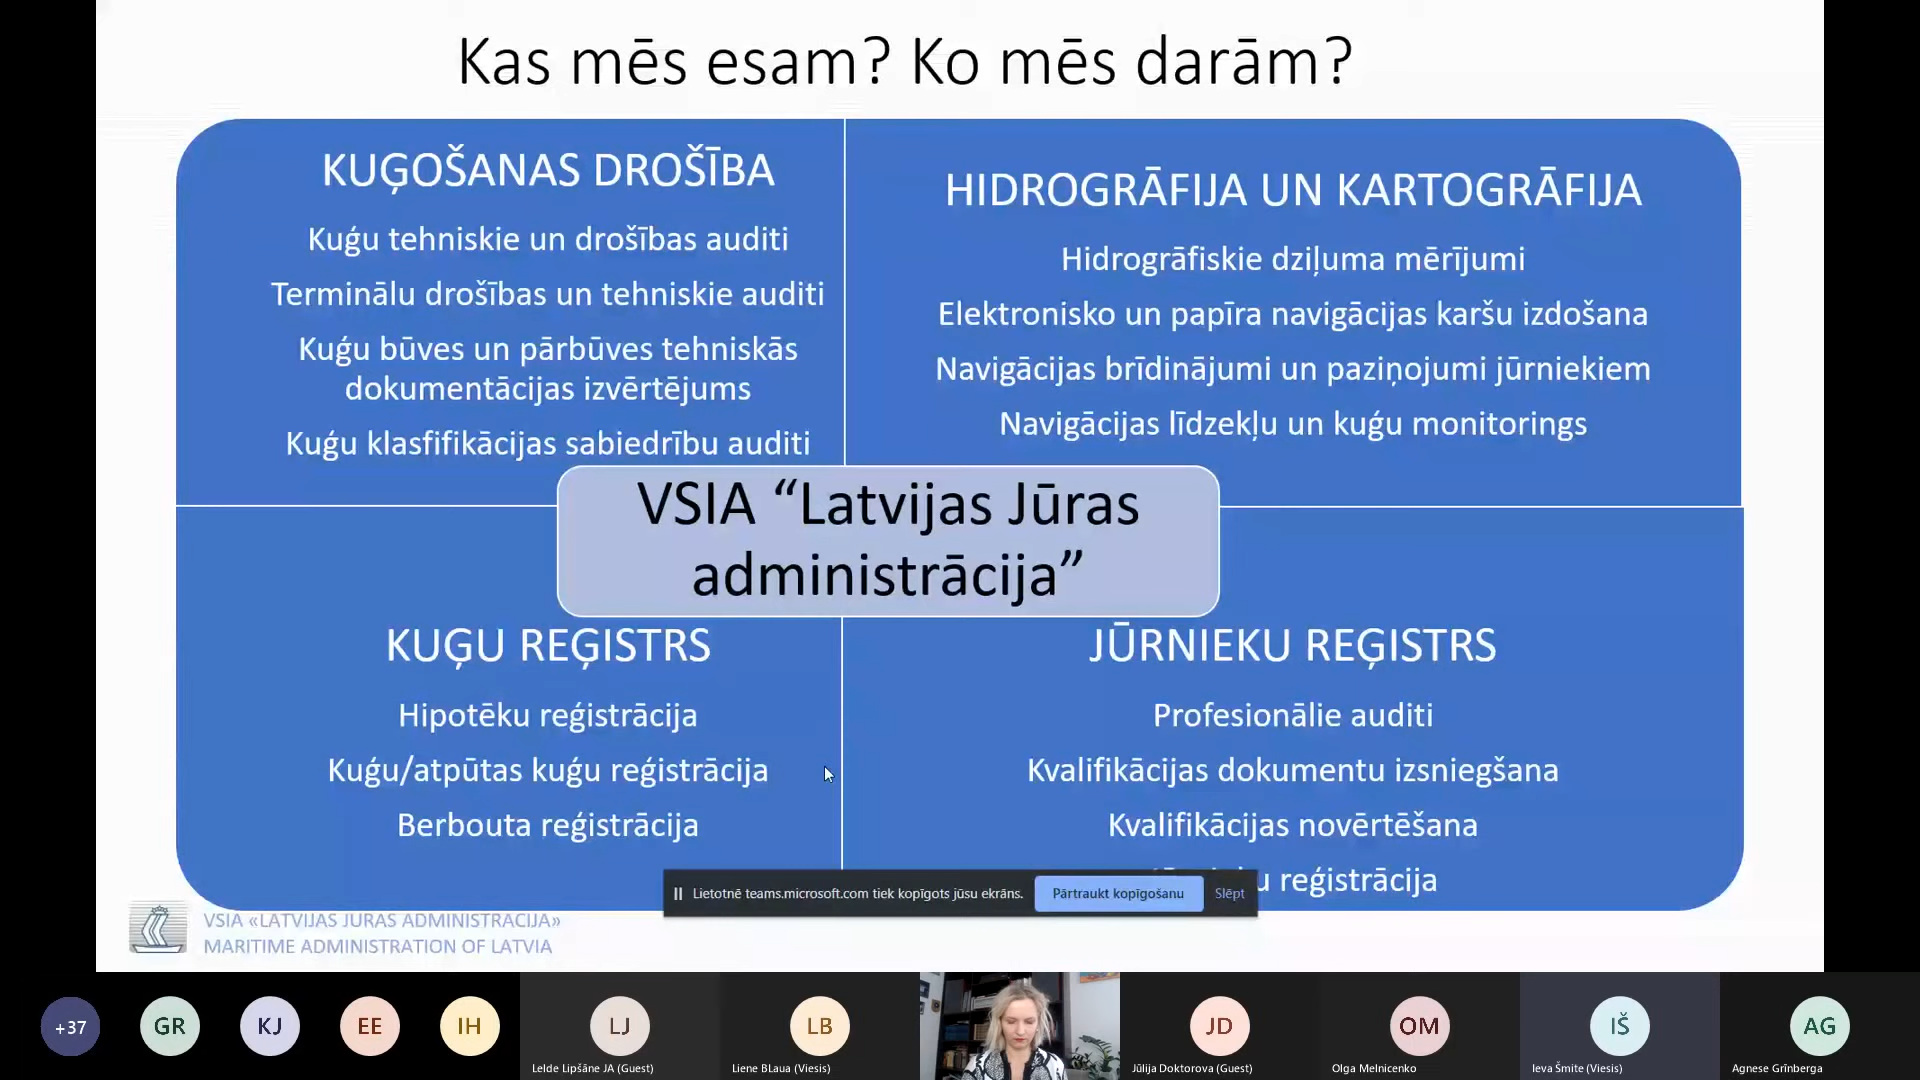 Kas mēs esam? Ko mēs darām?
KUĢOŠANAS DROŠĪBA
Kuģu tehniskie un drošības auditi
Terminālu drošības un tehniskie auditi
Kuģu būves un pārbūves tehniskās
dokumentācijas izvērtējums
Kuģu klasfifikācijas sabiedrību auditi
HIDROGRĀFIJA UN KARTOGRĀFIJA
Hidrogrāfiskie dziļuma mērījumi
Elektronisko un papīra navigācijas karšu izdošana
Navigācijas brīdinājumi un paziņojumi jūrniekiem
Navigācijas līdzekļu un kuģu monitorings
VSIA “Latvijas Jūras
administrācija”
KUĢU REĢISTRS
Hipotēku reģistrācija
Kuģu/atpūtas kuģu reģistrācija
Berbouta reģistrācija
JŪRNIEKU REĢISTRS
Profesionālie auditi
Kvalifikācijas dokumentu izsniegšana
Kvalifikācijas novērtēšana
reģistrācija
Lietotnē teams.microsoft.com tiek kopīgots jūsu ekrāns.
Pārtraukt kopīgošanu
Slēpt
VSIA «LATVIJAS JŪRAS ADMINISTRĀCIJA»
MARITIME ADMINISTRATION OF LATVIA
+37
GR
KJ
EE
IH
LJ
LB
JD
OM
IŠ
AG
Lelde Lipšāne JA (Guest)
Liene BLaua (Viesis)
Jūlija Doktorova (Guest)
Olga Melnicenko
Ieva Šmite (Viesis)
Agnese Grīnberga